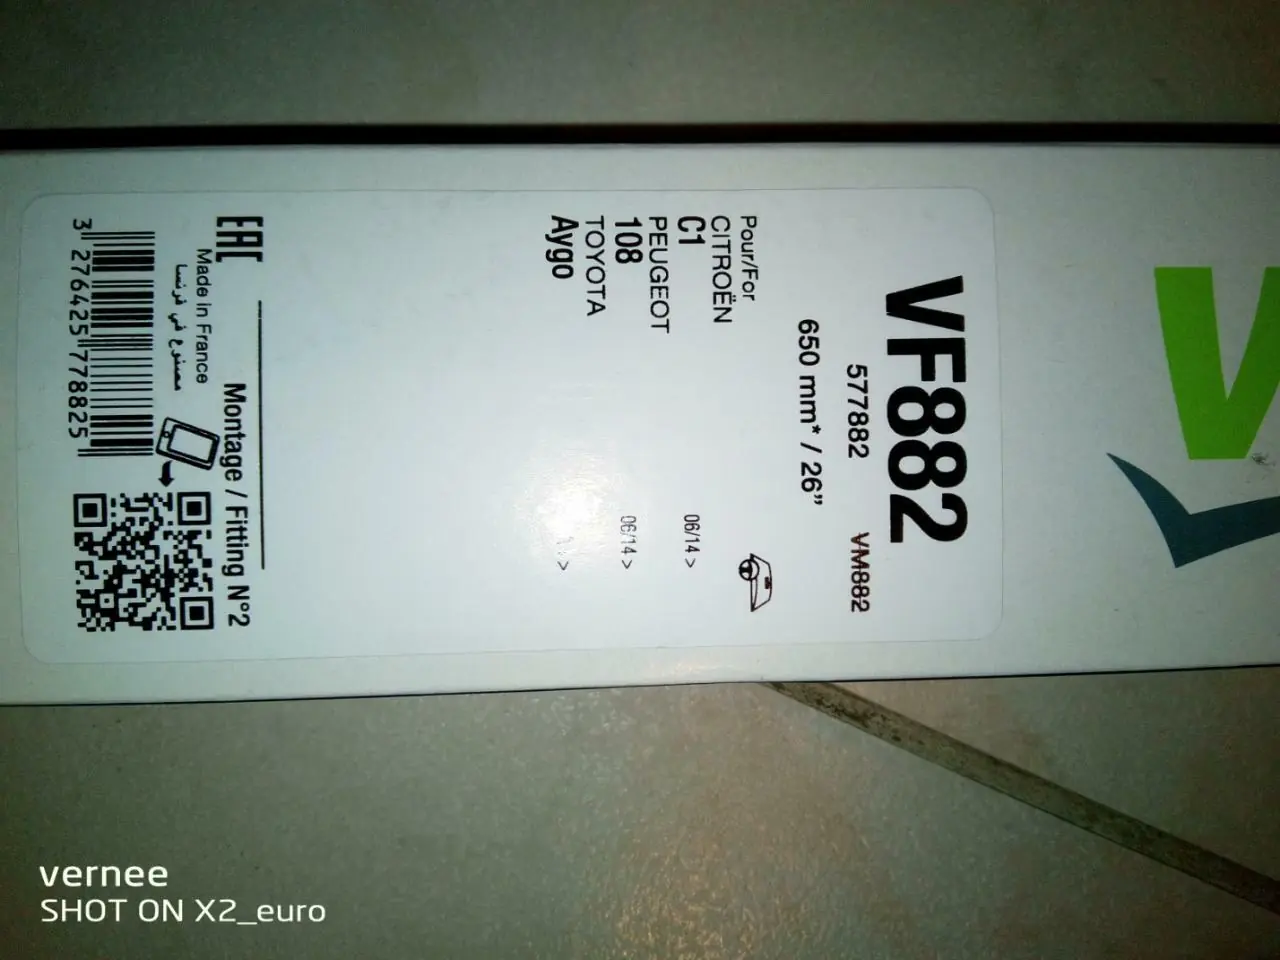 VF882
577882 VM882
650 mm* / 26”
Pour/For
CITROËN
C1 06/14 >
PEUGEOT
108 06/14 >
TOYOTA
Aygo >
Montage / Fitting N°2
EAC
Made in France
مصنوع في فرنسا
3 276425 778825
vernee
SHOT ON X2_euro